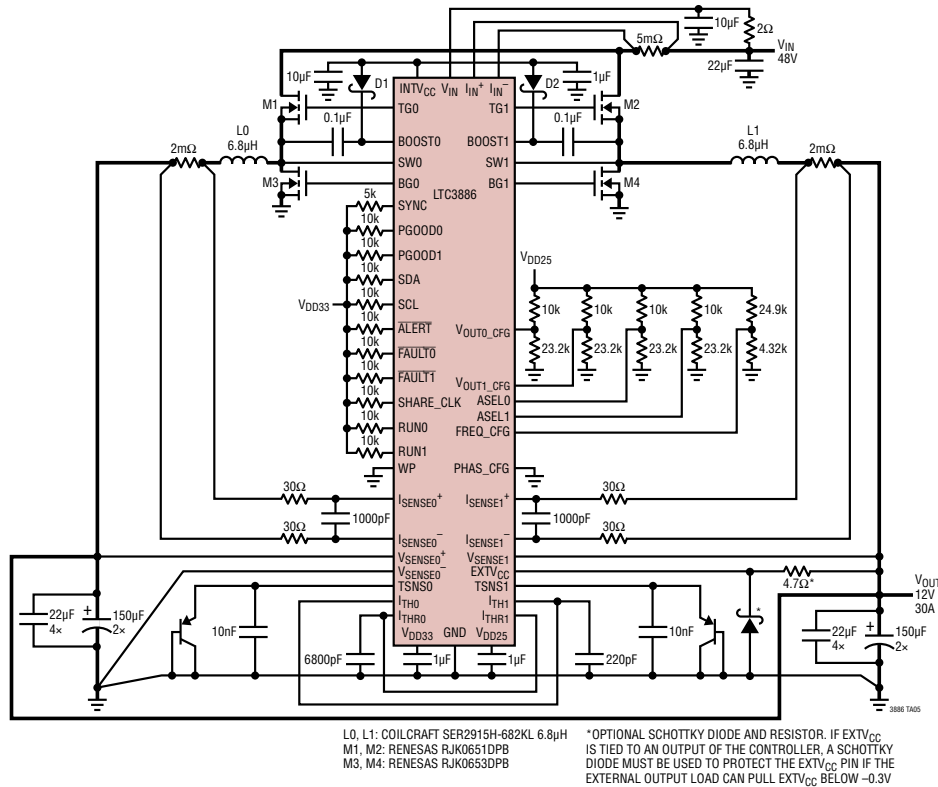 10µF
2Ω
5mΩ
VIN
48V
22µF
10µF
D1
D2
1µF
INTVCC
VIN
IIN+
IIN–
M1
TG0
TG1
M2
0.1µF
0.1µF
L0
6.8µH
BOOST0
BOOST1
L1
6.8µH
2mΩ
SW0
SW1
2mΩ
M3
BG0
BG1
M4
LTC3886
5k
SYNC
10k
PGOOD0
10k
PGOOD1
10k
SDA
10k
VDD33
SCL
10k
ALERT
10k
FAULT0
10k
FAULT1
10k
SHARE_CLK
10k
RUN0
10k
RUN1
WP
VDD25
10k
10k
10k
10k
24.9k
VOUT0_CFG
23.2k
23.2k
23.2k
23.2k
4.32k
VOUT1_CFG
ASEL0
ASEL1
FREQ_CFG
PHAS_CFG
30Ω
ISENSE0+
ISENSE1+
30Ω
1000pF
1000pF
30Ω
ISENSE0–
ISENSE1–
30Ω
VSENSE0+
VSENSE1
VSENSE0–
EXTVCC
4.7Ω*
TSNS0
TSNS1
ITH0
ITH1
ITHR0
ITHR1
VDD33
GND
VDD25
VOUT
12V
30A
22µF
4×
+
150µF
2×
10nF
6800pF
1µF
1µF
220pF
10nF
*
22µF
4×
+
150µF
2×
3886 TA05
L0, L1: COILCRAFT SER2915H-682KL 6.8µH
M1, M2: RENESAS RJK0651DPB
M3, M4: RENESAS RJK0653DPB
*OPTIONAL SCHOTTKY DIODE AND RESISTOR. IF EXTVCC
IS TIED TO AN OUTPUT OF THE CONTROLLER, A SCHOTTKY
DIODE MUST BE USED TO PROTECT THE EXTVCC PIN IF THE
EXTERNAL OUTPUT LOAD CAN PULL EXTVCC BELOW –0.3V